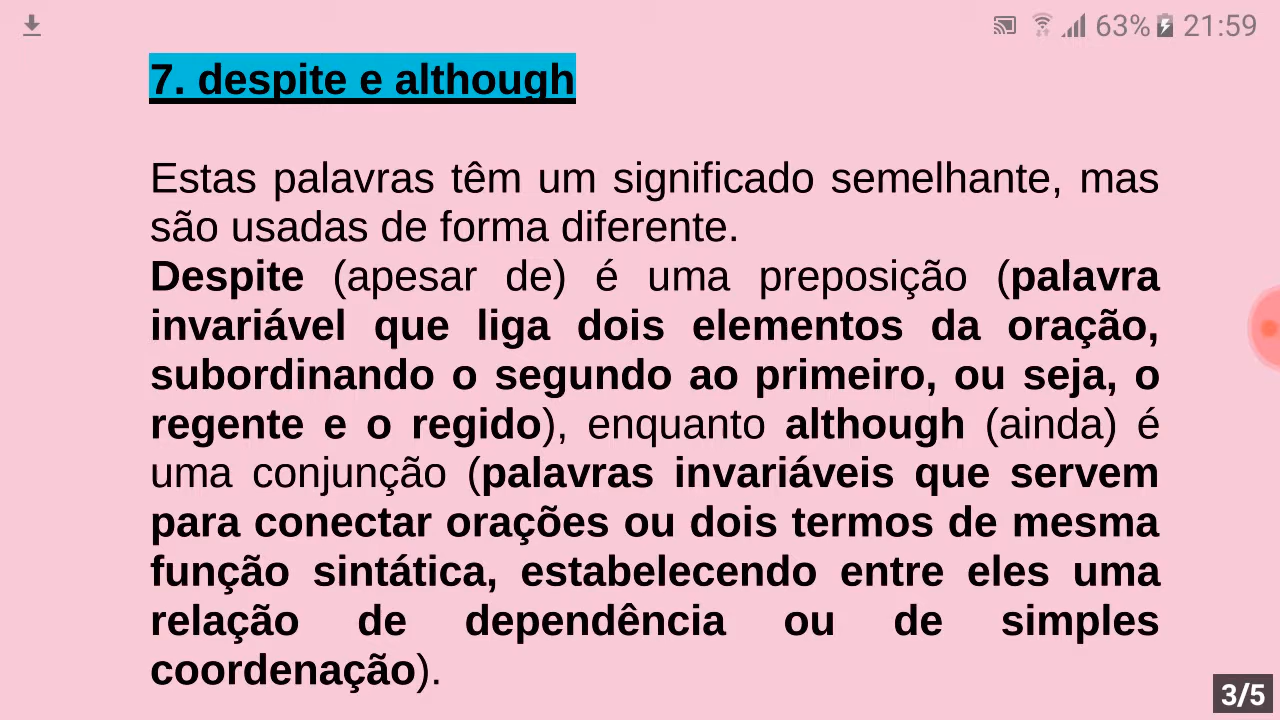 63% 21:59
7. despite e although
Estas palavras têm um significado semelhante, mas
são usadas de forma diferente.
Despite (apesar de) é uma preposição (palavra
invariável que liga dois elementos da oração,
subordinando o segundo ao primeiro, ou seja, o
regente e o regido), enquanto although (ainda) é
uma conjunção (palavras invariáveis que servem
para conectar orações ou dois termos de mesma
função sintática, estabelecendo entre eles uma
relação de dependência ou de simples
coordenação).
3/5